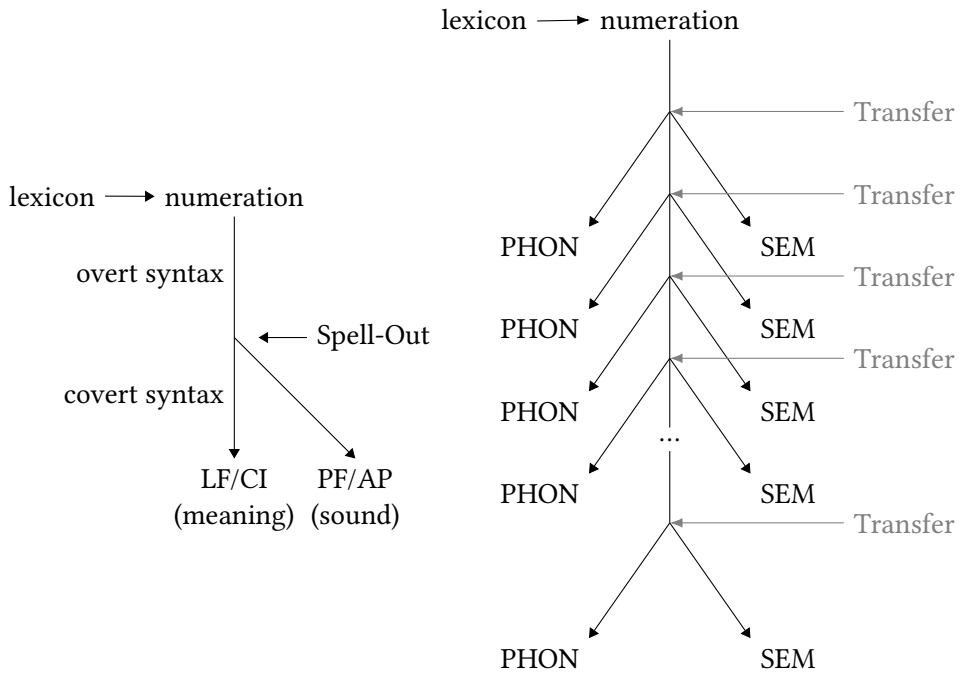 lexicon numeration
overt syntax
Spell-Out
covert syntax
LF/CI PF/AP
(meaning) (sound)
lexicon numeration
Transfer
Transfer
PHON SEM
Transfer
PHON SEM
Transfer
PHON SEM
...
PHON SEM
Transfer
PHON SEM